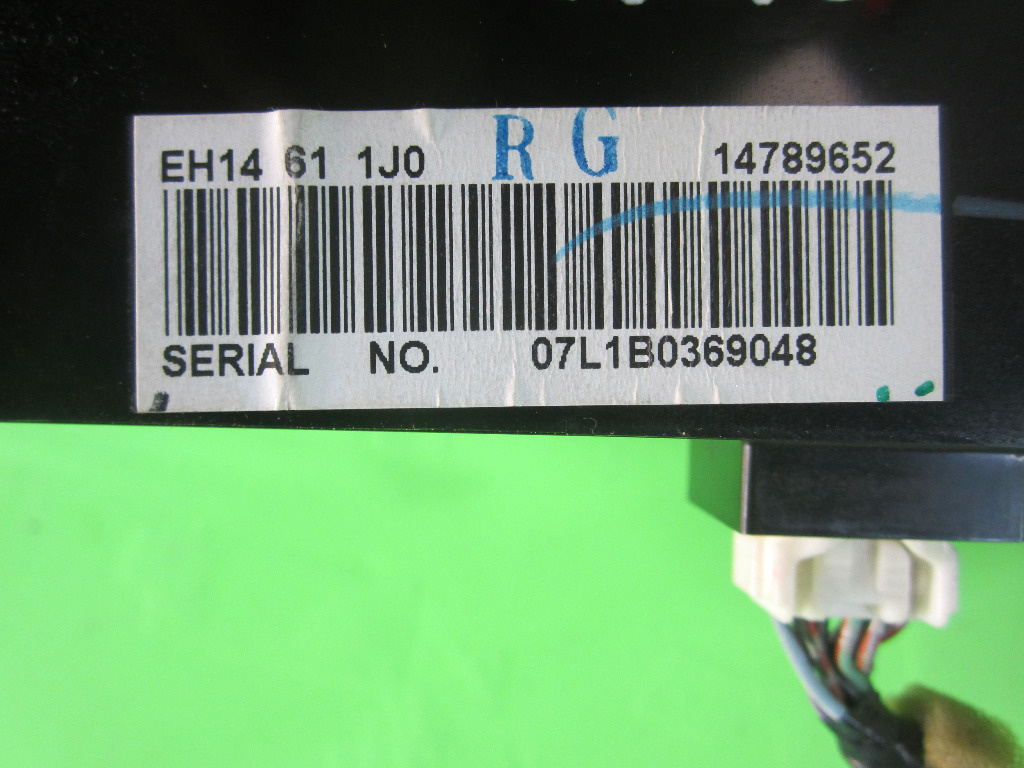 EH14 61 1J0 R G 14789652
SERIAL NO. 07L1B0369048